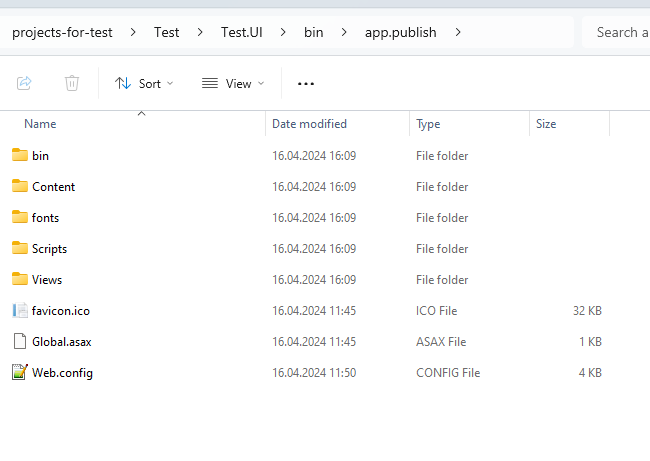 projects-for-test > Test > Test.UI > bin > app.publish > Search a
Sort View ...
Name Date modified Type Size
bin 16.04.2024 16:09 File folder
Content 16.04.2024 16:09 File folder
fonts 16.04.2024 16:09 File folder
Scripts 16.04.2024 16:09 File folder
Views 16.04.2024 16:09 File folder
favicon.ico 16.04.2024 11:45 ICO File 32 KB
Global.asax 16.04.2024 11:45 ASAX File 1 KB
Web.config 16.04.2024 11:50 CONFIG File 4 KB